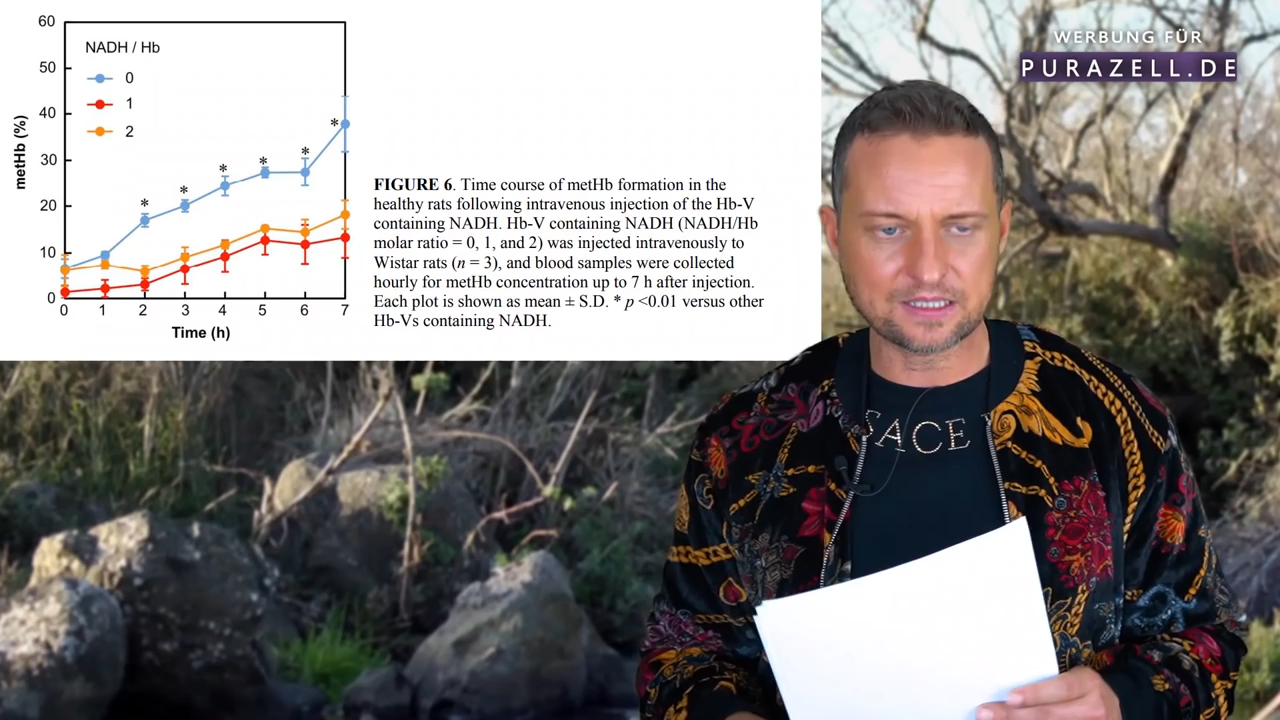 60
50
40
30
20
10
0
metHb (%)
NADH / Hb
0
1
2
*
*
*
*
*
*
0 1 2 3 4 5 6 7
Time (h)
FIGURE 6. Time course of metHb formation in the
healthy rats following intravenous injection of the Hb-V
containing NADH. Hb-V containing NADH (NADH/Hb
molar ratio = 0, 1, and 2) was injected intravenously to
Wistar rats (n = 3), and blood samples were collected
hourly for metHb concentration up to 7 h after injection.
Each plot is shown as mean ± S.D. * p <0.01 versus other
Hb-Vs containing NADH.
WERBUNG FÜR
PURAZELL.DE